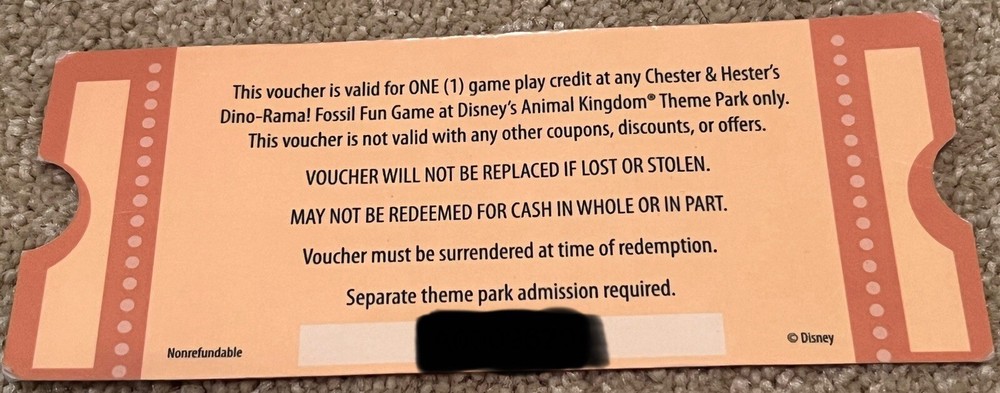 This voucher is valid for ONE (1) game play credit at any Chester & Hester's
Dino-Rama! Fossil Fun Game at Disney's Animal Kingdom® Theme Park only.
This voucher is not valid with any other coupons, discounts, or offers.
VOUCHER WILL NOT BE REPLACED IF LOST OR STOLEN.
MAY NOT BE REDEEMED FOR CASH IN WHOLE OR IN PART.
Voucher must be surrendered at time of redemption.
Separate theme park admission required.
Nonrefundable
© Disney